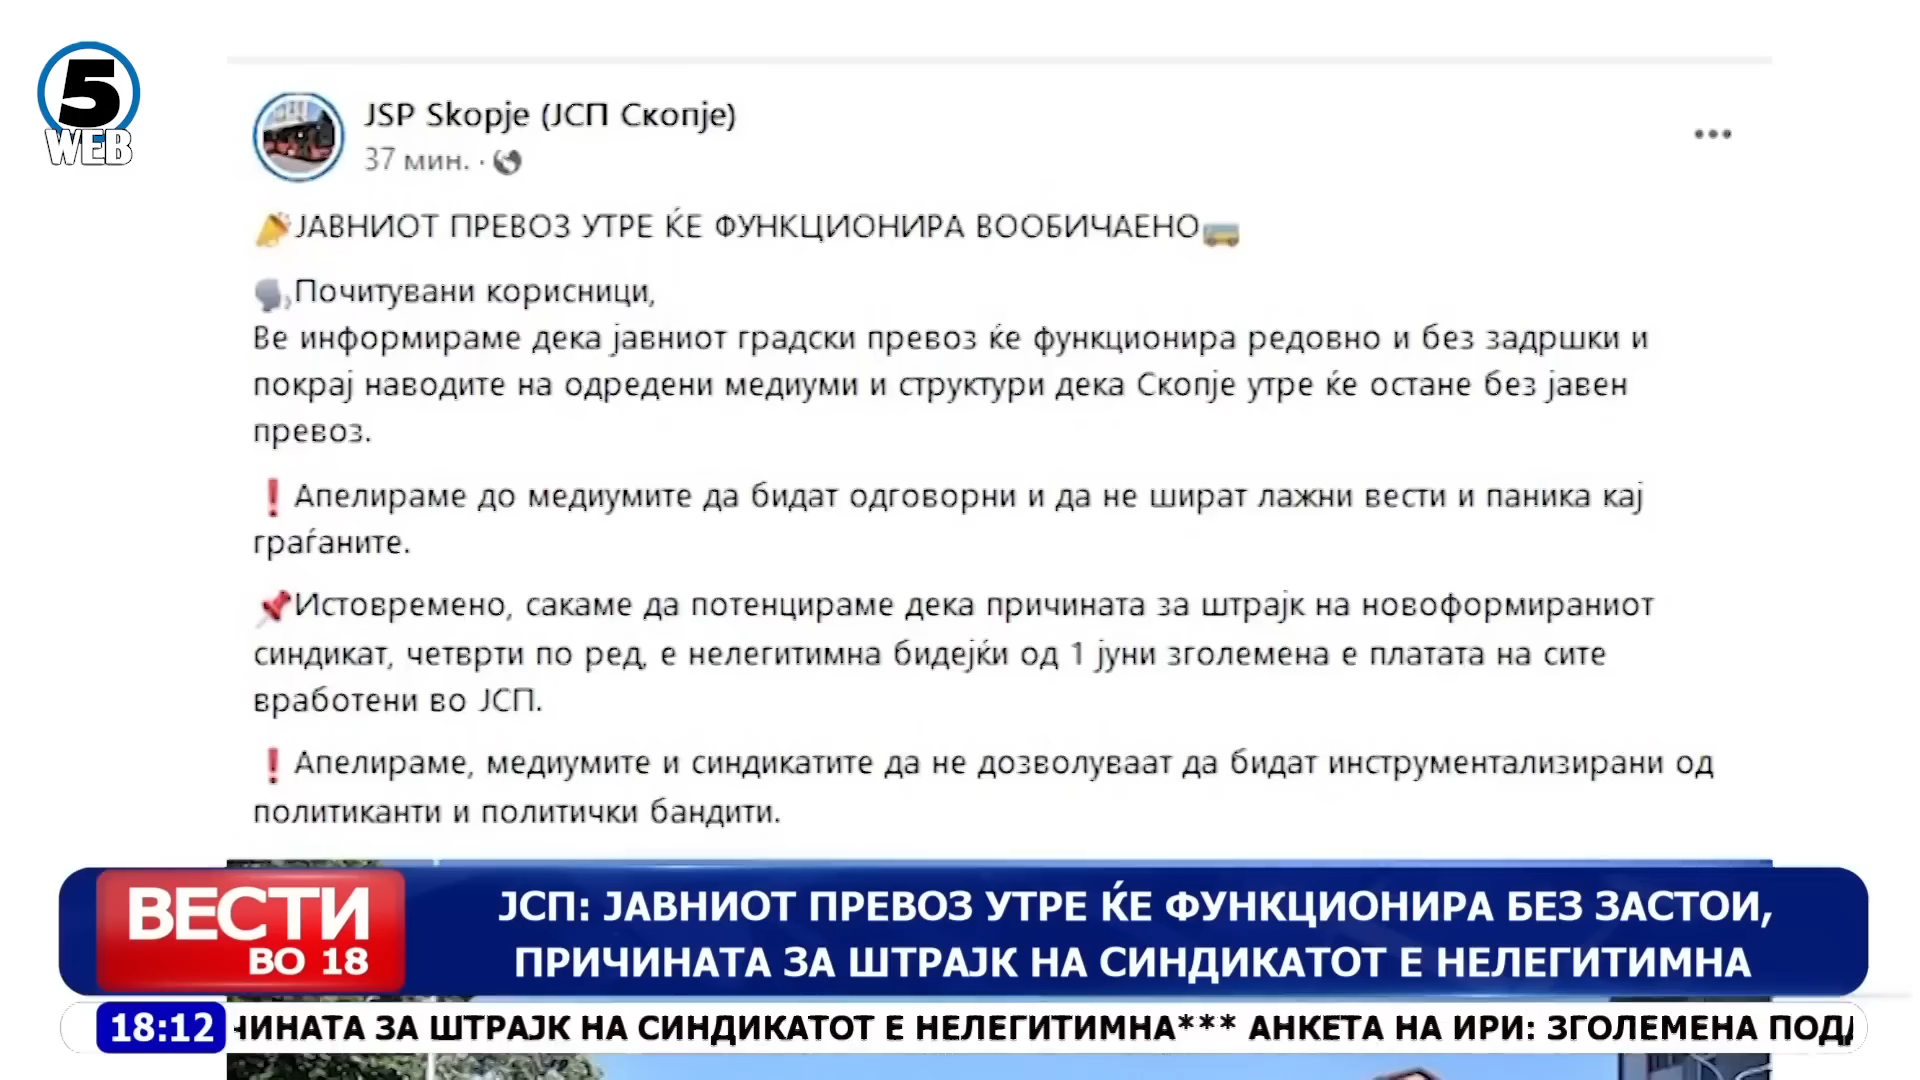 5
WEB
JSP Skopje (ЈСП Скопје)
37 мин. ·
ЈАВНИОТ ПРЕВОЗ УТРЕ ЌЕ ФУНКЦИОНИРА ВООБИЧАЕНО
Почитувани корисници,
Ве информираме дека јавниот градски превоз ќе функционира редовно и без задршки и
покрај наводите на одредени медиуми и структури дека Скопје утре ќе остане без јавен
превоз.
❗Апелираме до медиумите да бидат одговорни и да не шират лажни вести и паника кај
граѓаните.
Истовремено, сакаме да потенцираме дека причината за штрајк на новоформираниот
синдикат, четврти по ред, е нелегитимна бидејќи од 1 јуни зголемена е платата на сите
вработени во ЈСП.
❗Апелираме, медиумите и синдикатите да не дозволуваат да бидат инструментализирани од
политиканти и политички бандити.
ВЕСТИ
ВО 18
ЈСП: ЈАВНИОТ ПРЕВОЗ УТРЕ ЌЕ ФУНКЦИОНИРА БЕЗ ЗАСТОИ,
ПРИЧИНАТА ЗА ШТРАЈК НА СИНДИКАТОТ Е НЕЛЕГИТИМНА
18:12 ЧИНАТА ЗА ШТРАЈК НА СИНДИКАТОТ Е НЕЛЕГИТИМНА*** АНКЕТА НА ИРИ: ЗГОЛЕМЕНА